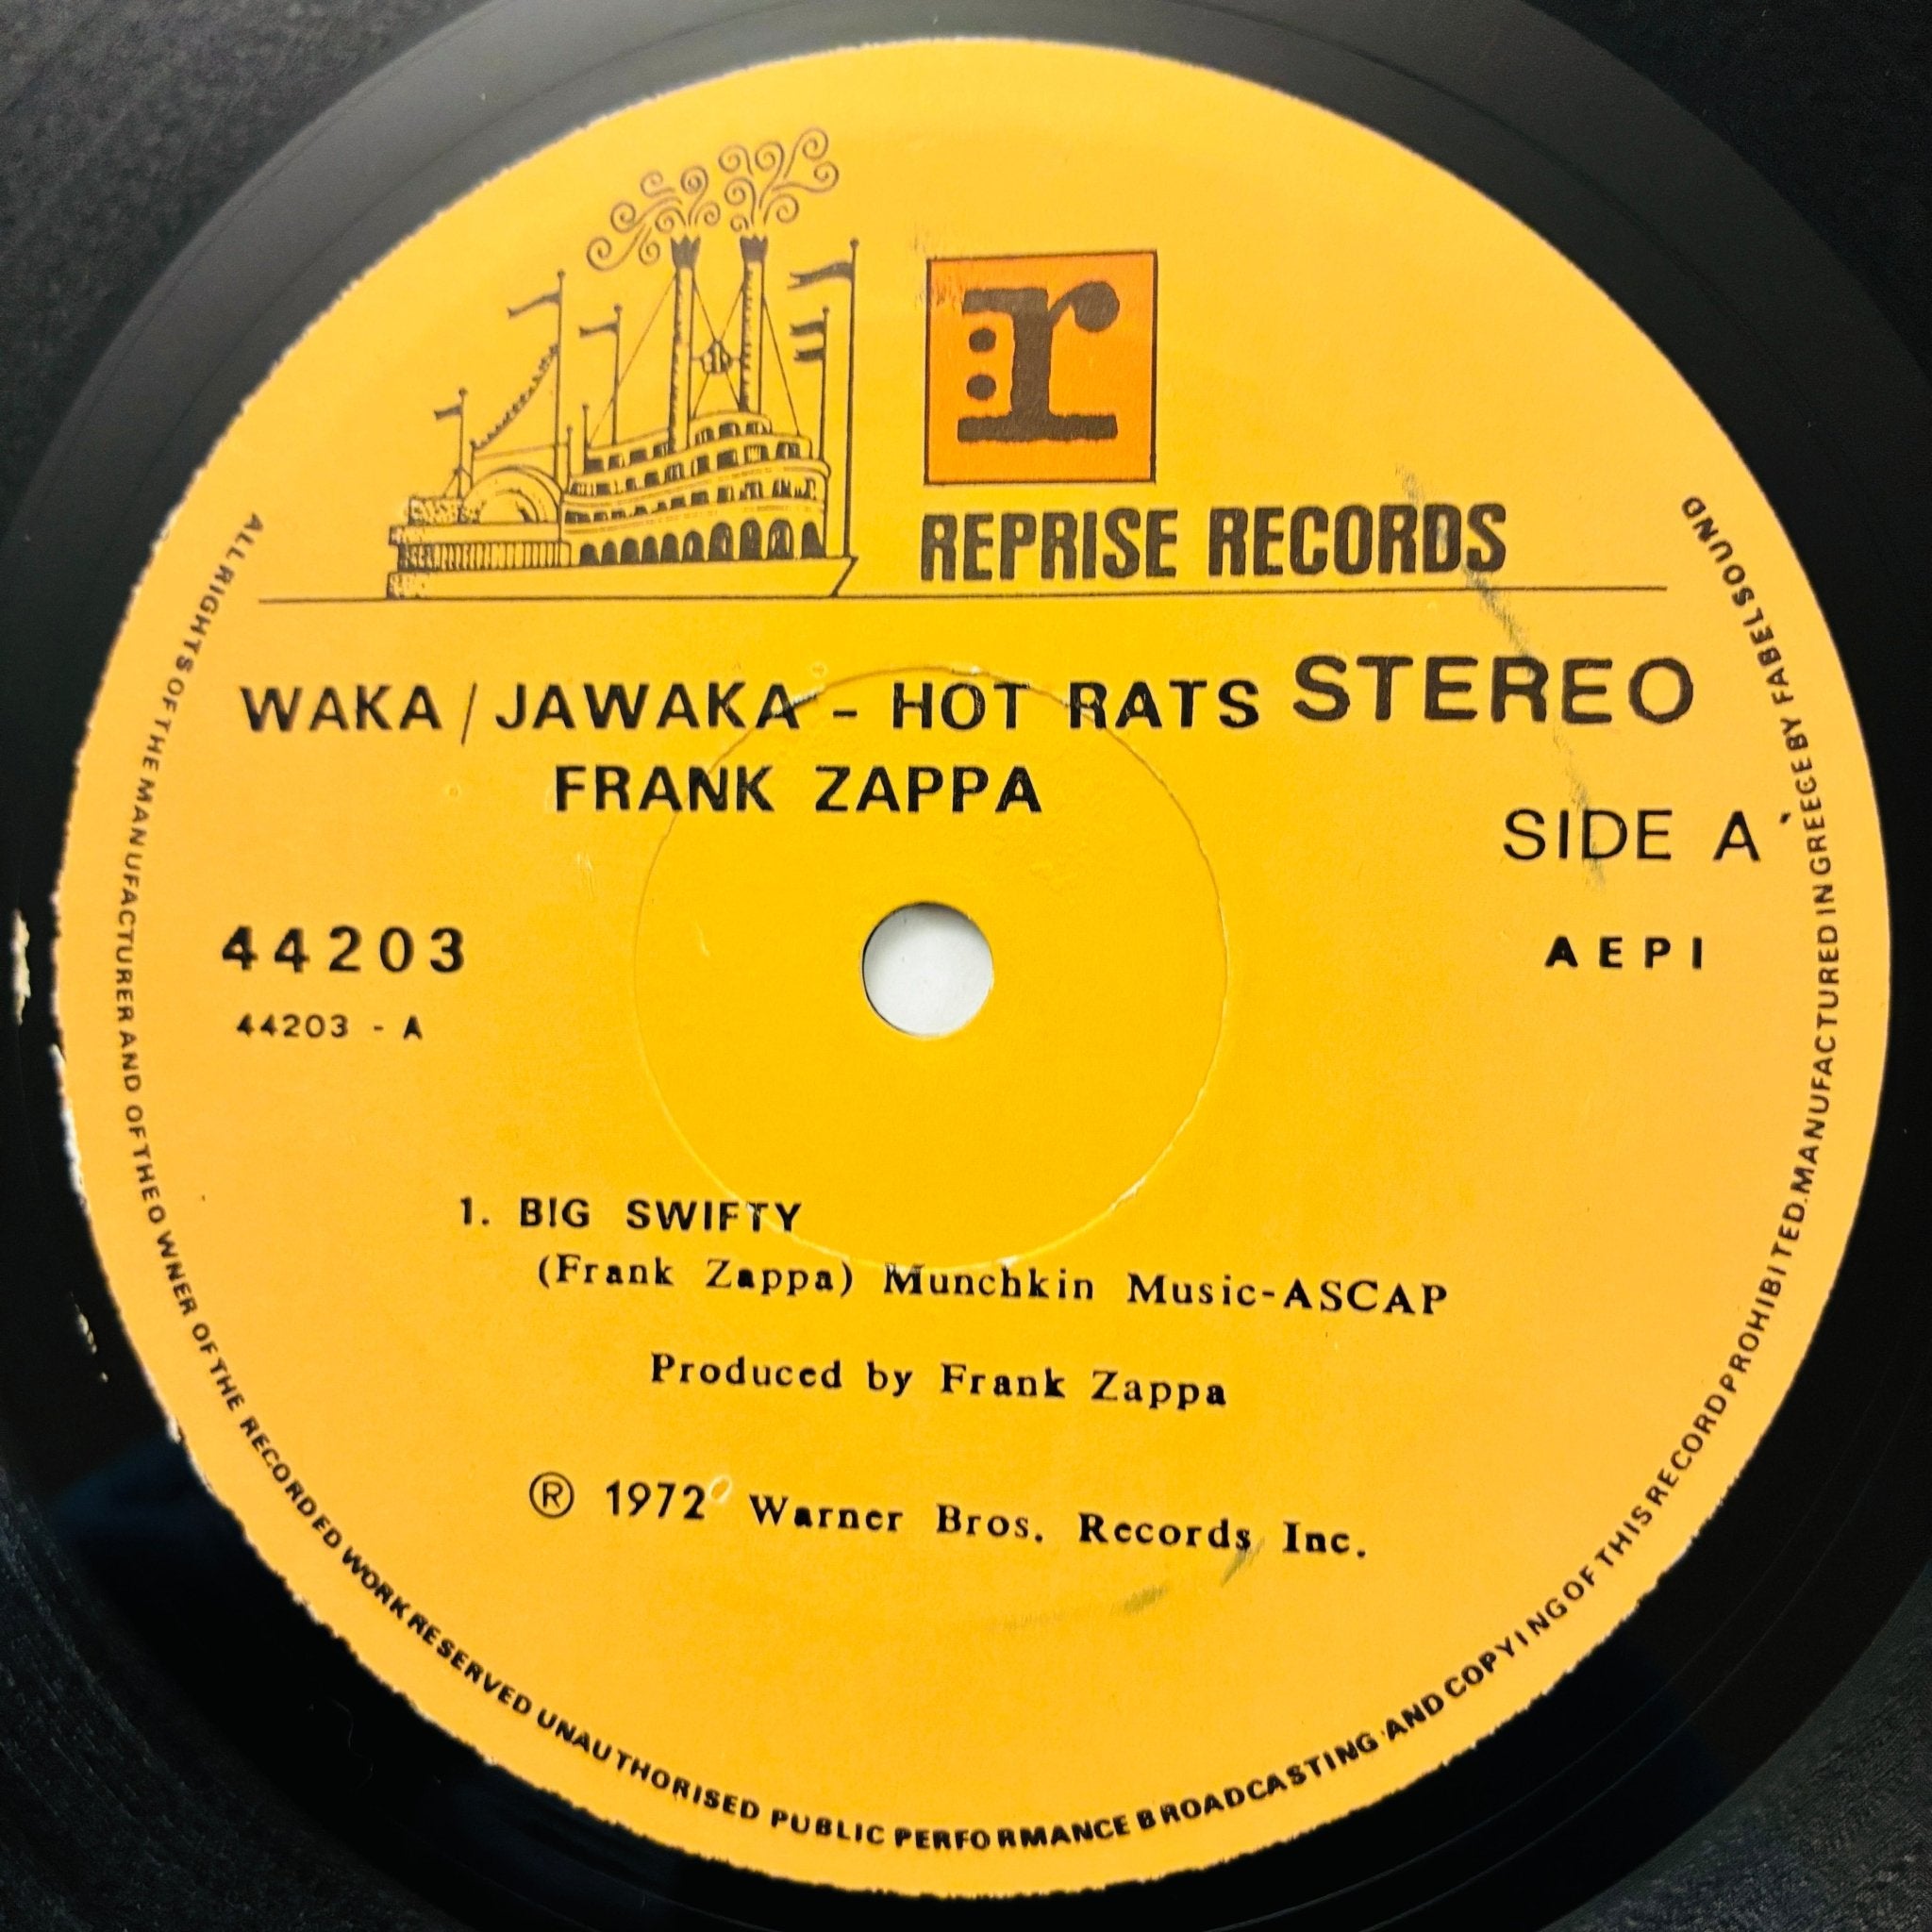 r:
REPRISE RECORDS
WAKA / JAWAKA - HOT RATS STEREO
FRANK ZAPPA
SIDE A
44203
AEPI
44203 - A
1. BIG SWIFTY
(Frank Zappa) Munchkin Music-ASCAP
Produced by Frank Zappa
Ⓡ 1972 Warner Bros. Records Inc.
ALL RIGHTS OF THE MANUFACTURER AND OF THE OWNER OF THE RECORDED WORK RESERVED UNAUTHORISED PUBLIC PERFORMANCE BROADCASTING AND COPYING OF THIS RECORD PROHIBITED. MANUFACTURED IN GREECE BY FABELSOUND